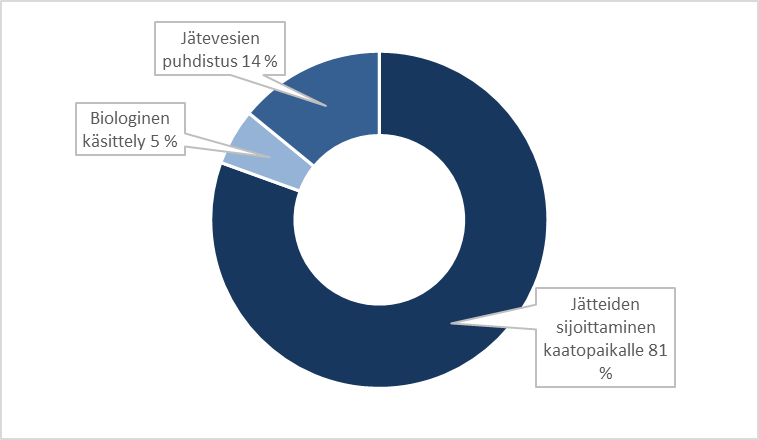 Jätevesien
puhdistus 14 %
Biologinen
käsittely 5 %
Jätteiden
sijoittaminen
kaatopaikalle 81
%